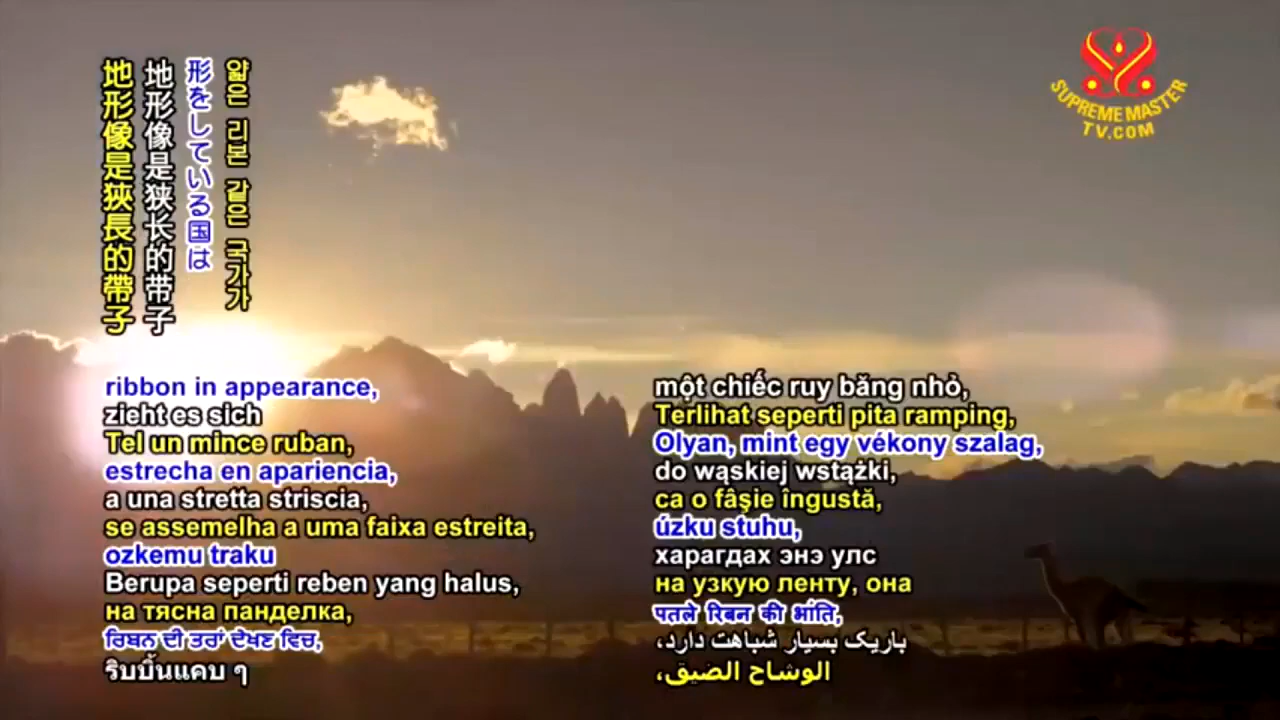 地形像是狹長的帶子
地形像是狭长的带子
形をしている国は
얇은 리본 같은 국가가
SUPREME MASTER
TV.COM
ribbon in appearance,
zieht es sich
Tel un mince ruban,
estrecha en apariencia,
a una stretta striscia,
se assemelha a uma faixa estreita,
ozkemu traku
Berupa seperti reben yang halus,
на тясна панделка,
ਰਿਬਨ ਦੀ ਤਰਾਂ ਦੇਖਣ ਵਿਚ,
ริบบิ้นแคบ ๆ
một chiếc ruy băng nhỏ,
Terlihat seperti pita ramping,
Olyan, mint egy vékony szalag,
do wąskiej wstążki,
ca o fâşie îngustă,
úzku stuhu,
харагдах энэ улс
на узкую ленту, она
पतले रिबन की भांति,
باریک بسیار شباهت دارد،
الوشاح الضيق،